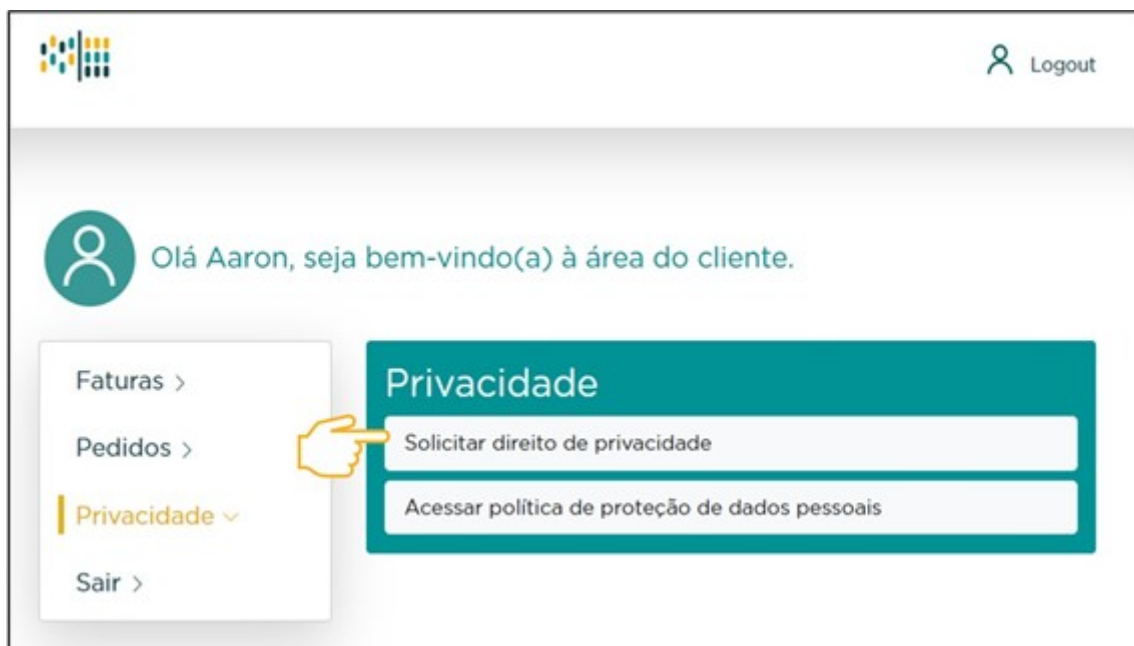 Logout
Olá Aaron, seja bem-vindo(a) à área do cliente.
Faturas >
Pedidos >
Privacidade
Sair >
Privacidade
Solicitar direito de privacidade
Acessar política de proteção de dados pessoais